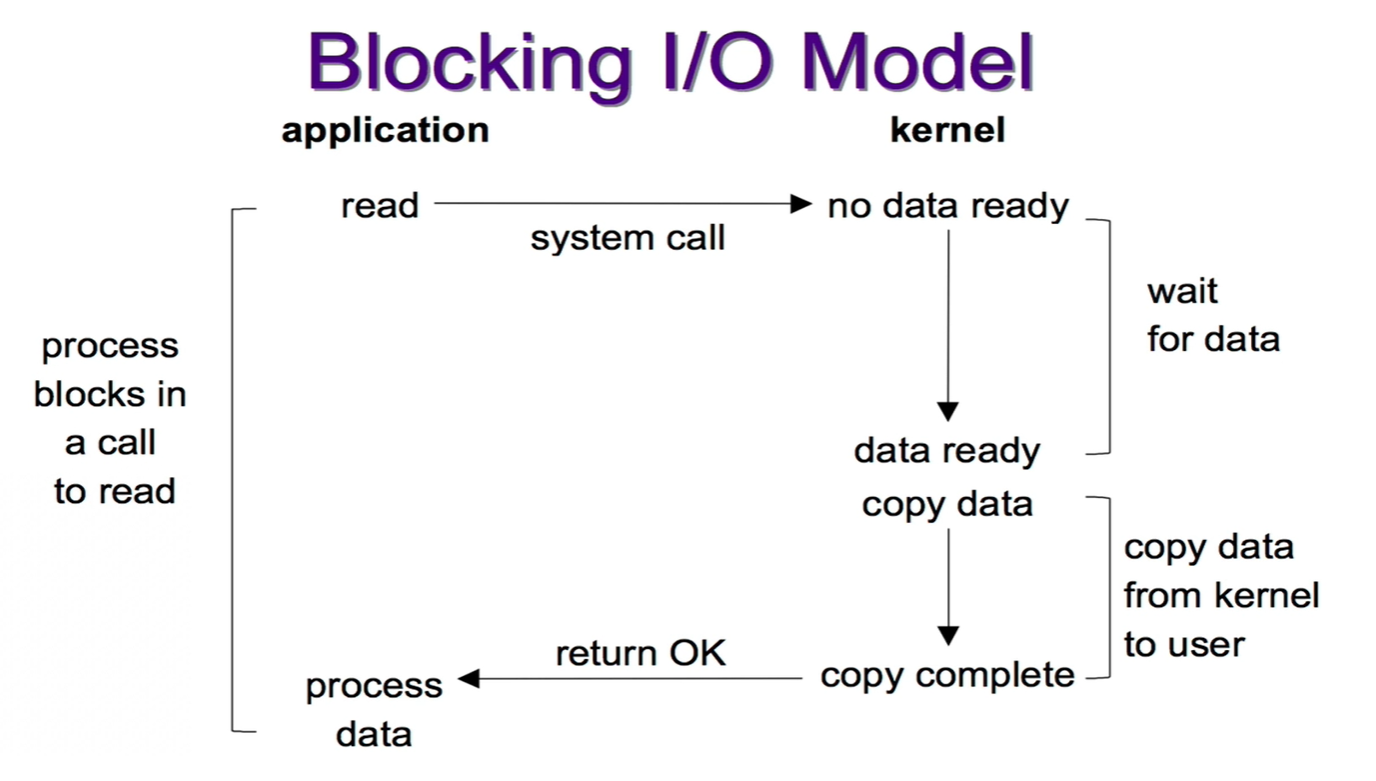 Blocking I/O Model
application
kernel
read
no data ready
system call
wait
for data
process
blocks in
a call
to read
data ready
copy data
copy data
from kernel
to user
return OK
copy complete
process
data